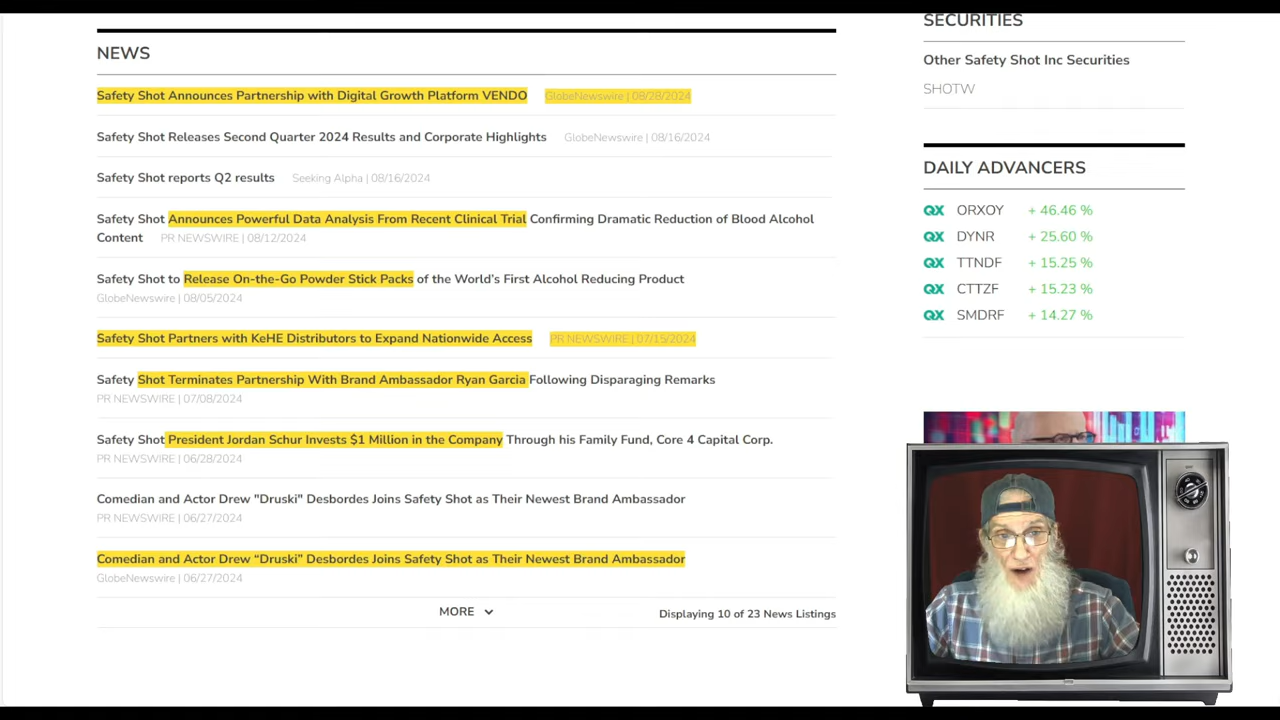 NEWS
Safety Shot Announces Partnership with Digital Growth Platform VENDO GlobeNewswire | 08/28/2024
Safety Shot Releases Second Quarter 2024 Results and Corporate Highlights GlobeNewswire | 08/16/2024
Safety Shot reports Q2 results Seeking Alpha | 08/16/2024
Safety Shot Announces Powerful Data Analysis From Recent Clinical Trial Confirming Dramatic Reduction of Blood Alcohol
Content PR NEWSWIRE | 08/12/2024
Safety Shot to Release On-the-Go Powder Stick Packs of the World's First Alcohol Reducing Product
GlobeNewswire | 08/05/2024
Safety Shot Partners with KeHE Distributors to Expand Nationwide Access PR NEWSWIRE | 07/15/2024
Safety Shot Terminates Partnership With Brand Ambassador Ryan Garcia Following Disparaging Remarks
PR NEWSWIRE | 07/08/2024
Safety Shot President Jordan Schur Invests $1 Million in the Company Through his Family Fund, Core 4 Capital Corp.
PR NEWSWIRE | 06/28/2024
Comedian and Actor Drew "Druski" Desbordes Joins Safety Shot as Their Newest Brand Ambassador
PR NEWSWIRE | 06/27/2024
Comedian and Actor Drew “Druski” Desbordes Joins Safety Shot as Their Newest Brand Ambassador
GlobeNewswire | 06/27/2024
MORE
Displaying 10 of 23 News Listings
SECURITIES
Other Safety Shot Inc Securities
SHOTW
DAILY ADVANCERS
QX ORXOY + 46.46 %
QX DYNR + 25.60 %
QX TTNDF + 15.25 %
QX CTTZF + 15.23 %
QX SMDRF + 14.27 %